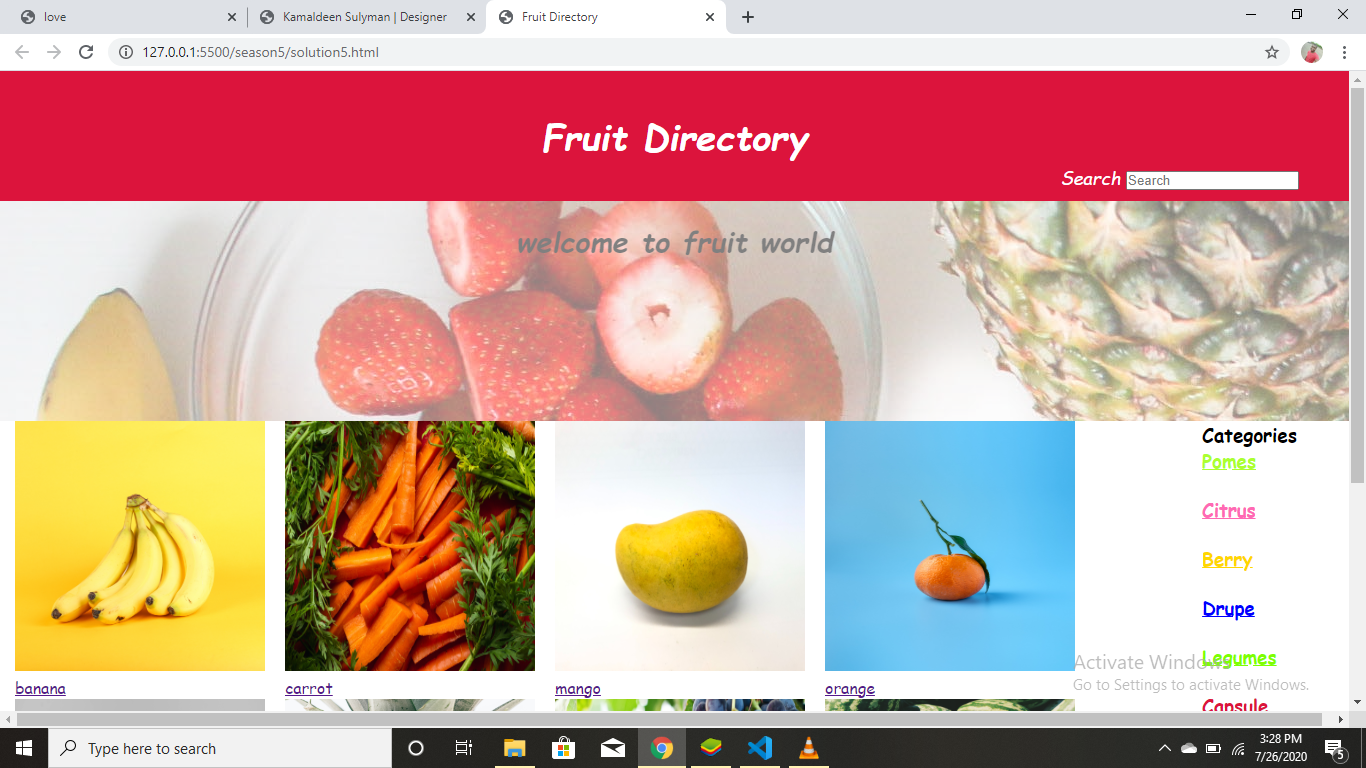 love
Kamaldeen Sulyman | Designer
Fruit Directory
127.0.0.1:5500/season5/solution5.html
Fruit Directory
Search Search
welcome to fruit world
Categories
Pomes
Citrus
Berry
Drupe
Legumes
Activate Windows
Go to Settings to activate Windows.
banana carrot mango orange
Capsule
Type here to search
3:28 PM
7/26/2020
5